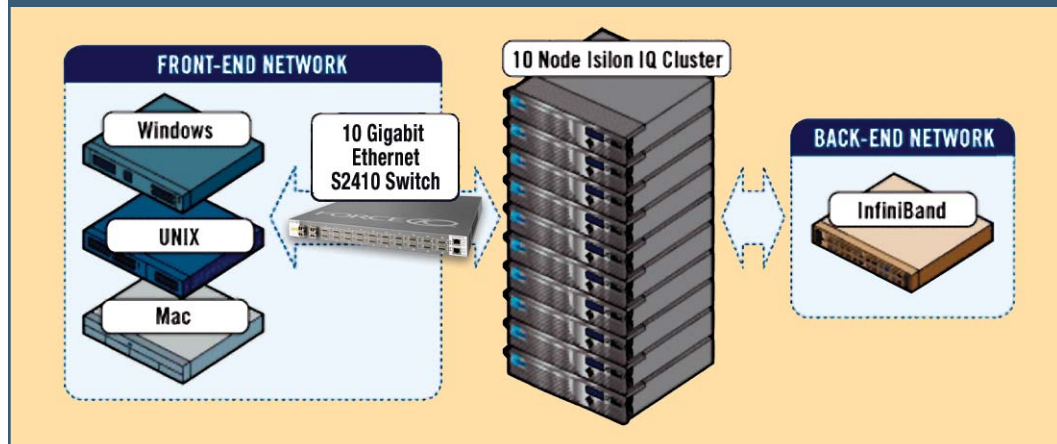 FRONT-END NETWORK
Windows
UNIX
Mac
10 Gigabit
Ethernet
S2410 Switch
FORCE10
10 Node Isilon IQ Cluster
BACK-END NETWORK
InfiniBand